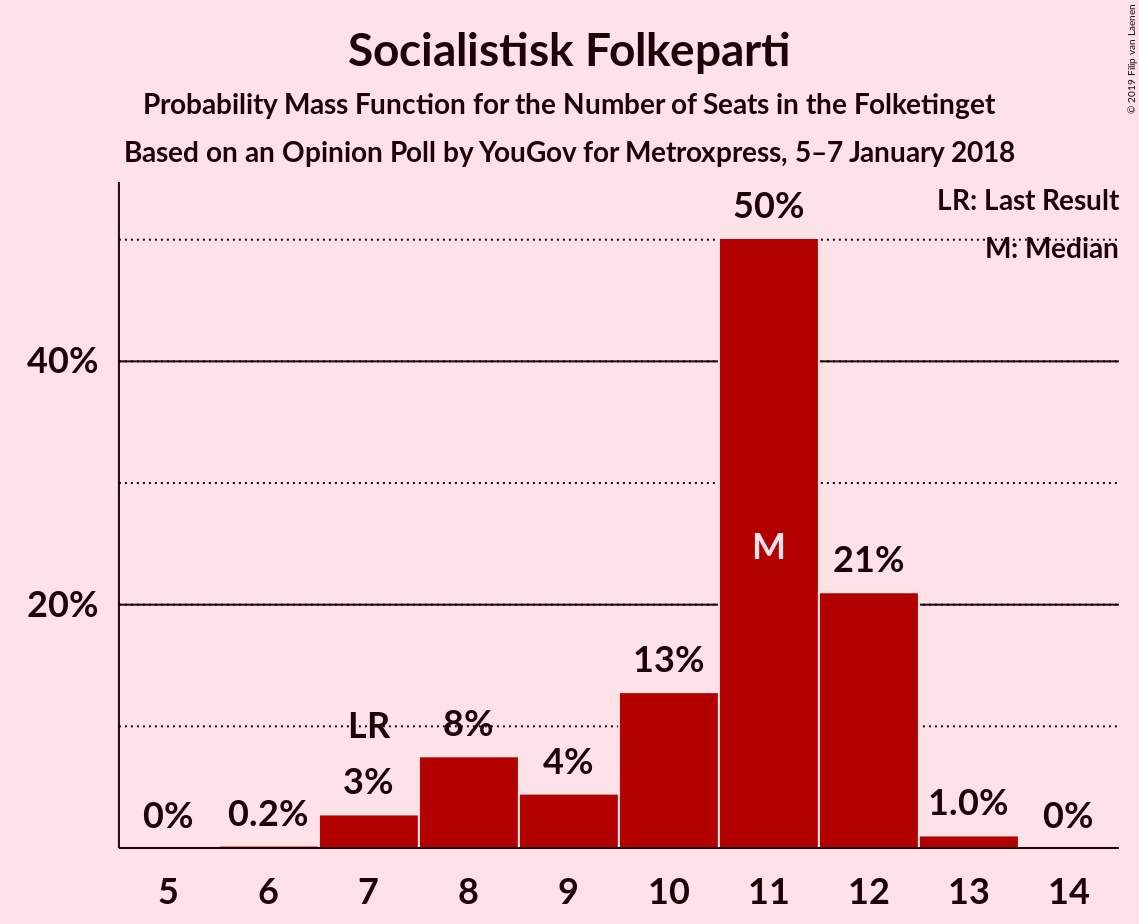 Socialistisk Folkeparti
Probability Mass Function for the Number of Seats in the Folketinget
Based on an Opinion Poll by YouGov for Metroxpress, 5–7 January 2018
© 2019 Filip van Laenen
LR: Last Result
M: Median
50%
40%
M
21%
20%
13%
LR
8%
4%
3%
0%
0.2%
1.0%
0%
5 6 7 8 9 10 11 12 13 14